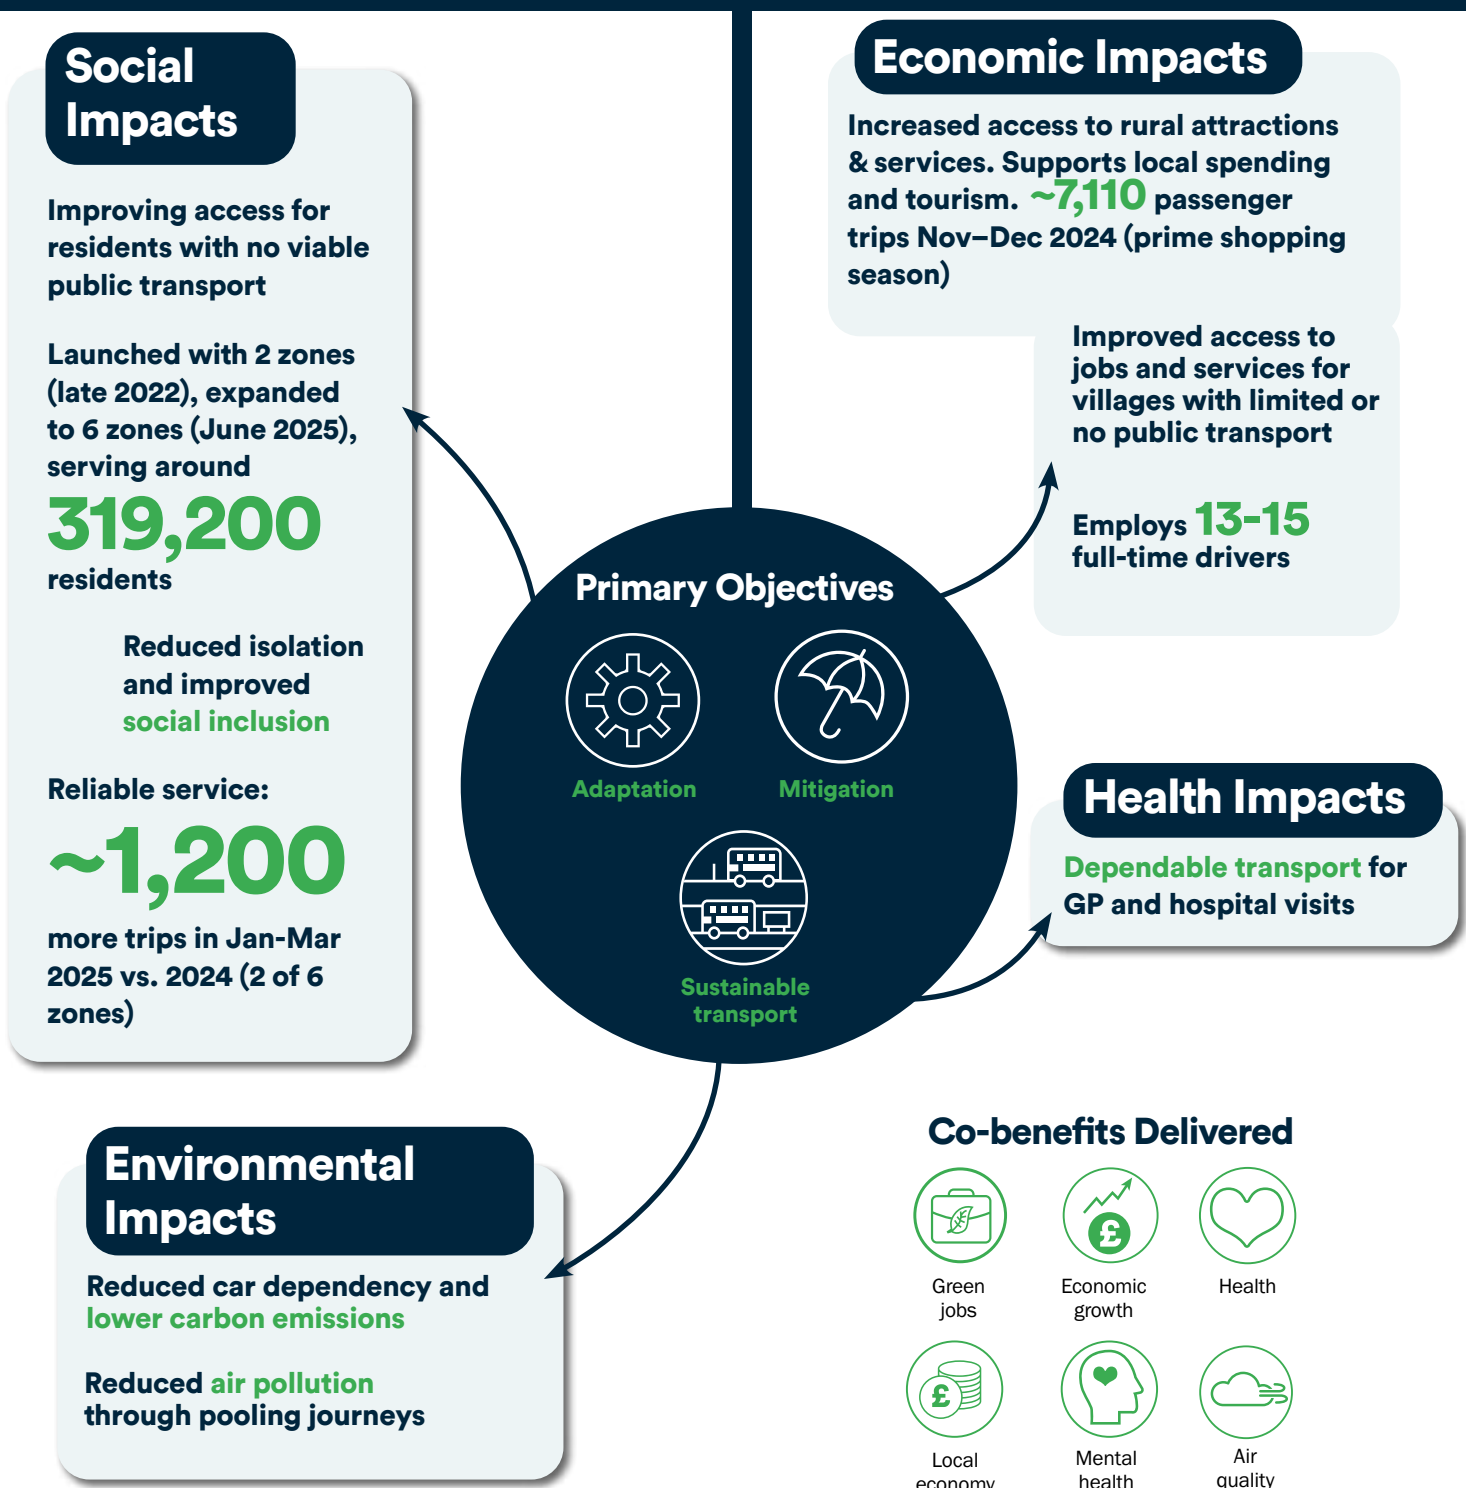 Social
Impacts
Improving access for
residents with no viable
public transport
Launched with 2 zones
(late 2022), expanded
to 6 zones (June 2025),
serving around
319,200
residents
Reduced isolation
and improved
social inclusion
Reliable service:
~1,200
more trips in Jan-Mar
2025 vs. 2024 (2 of 6
zones)
Economic Impacts
Increased access to rural attractions
& services. Supports local spending
and tourism. ~7,110 passenger
trips Nov–Dec 2024 (prime shopping
season)
Improved access to
jobs and services for
villages with limited or
no public transport
Employs 13-15
full-time drivers
Primary Objectives
Adaptation
Mitigation
Sustainable
transport
Health Impacts
Dependable transport for
GP and hospital visits
Environmental
Impacts
Reduced car dependency and
lower carbon emissions
Reduced air pollution
through pooling journeys
Co-benefits Delivered
£
Green
jobs
Economic
growth
Health
£
Local
economy
Mental
health
Air
quality